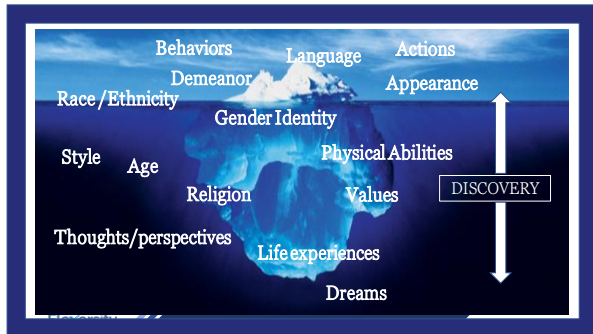 Behaviors
Language
Actions
Demeanor
Appearance
Race/Ethnicity
Gender Identity
Style
Age
Physical Abilities
Religion
Values
DISCOVERY
Thoughts/perspectives
Life experiences
Dreams